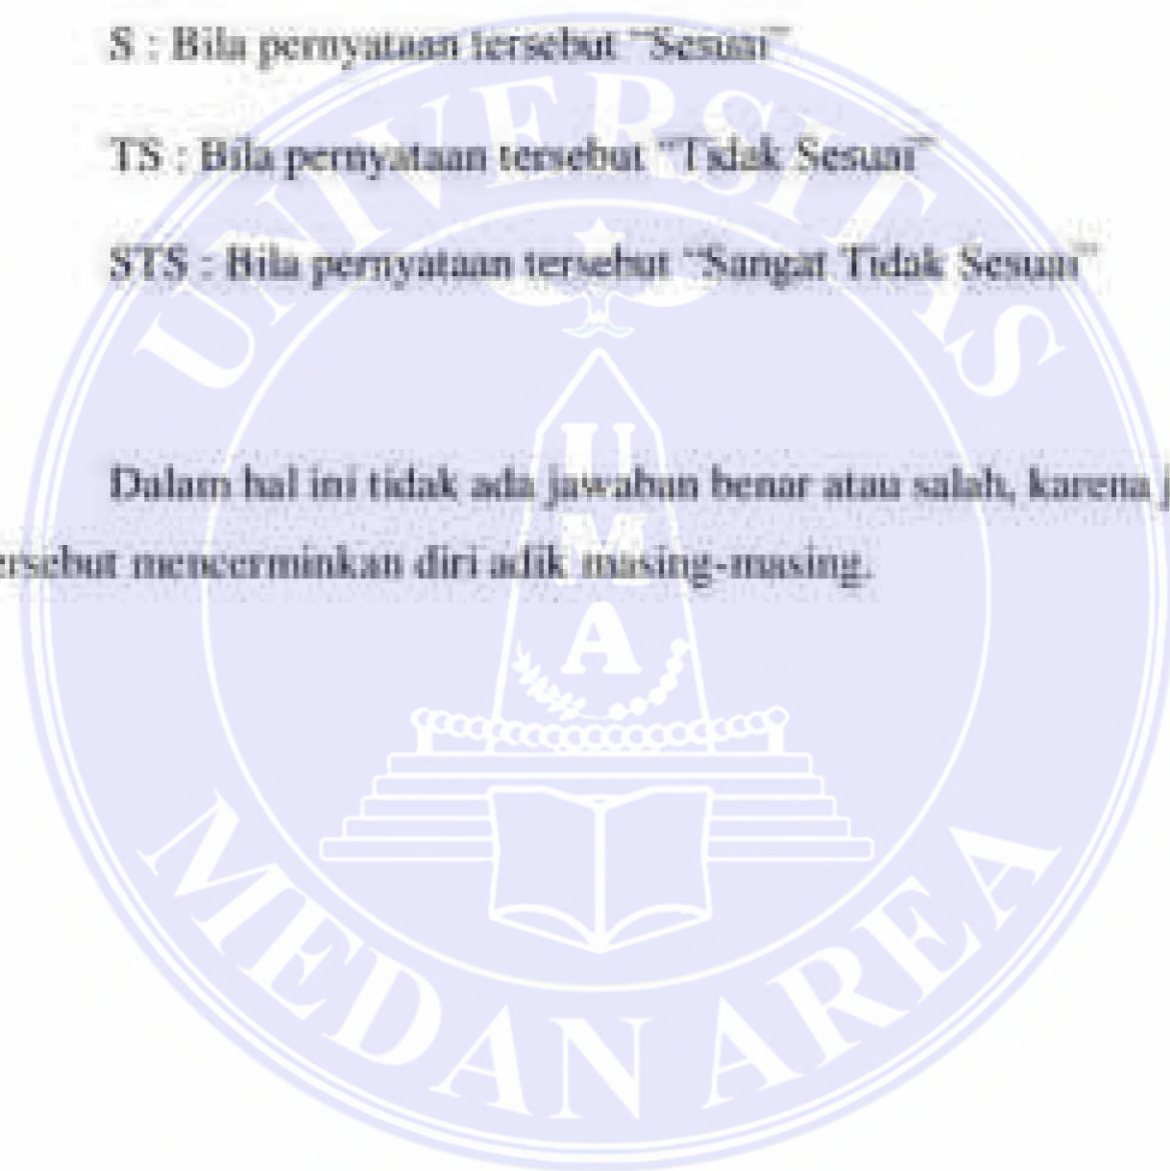 S : Bila pernyataan tersebut “Sesuai”
TS : Bila pernyataan tersebut “Tidak Sesuai”
STS : Bila pernyataan tersebut “Sangat Tidak Sesuai”
Dalam hal ini tidak ada jawaban benar atau salah, karena
ersebut mencerminkan diri adik masing-masing.
UNIVERSITAS
U
M
A
MEDAN AREA